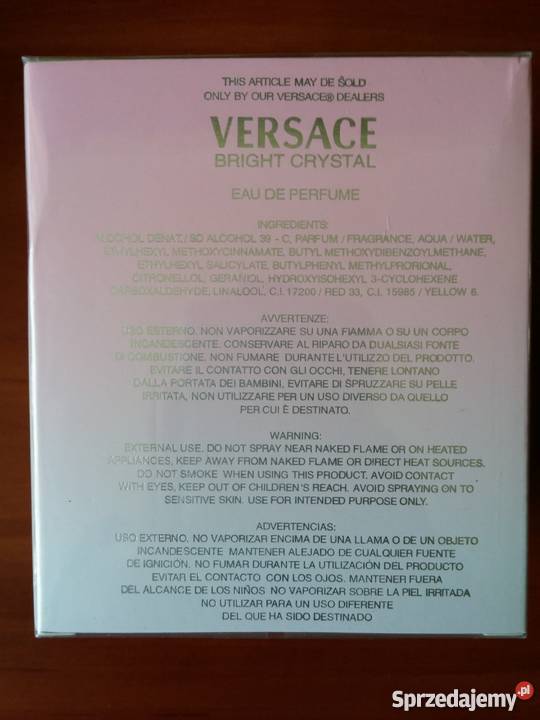 THIS ARTICLE MAY DE ŜOLD
ONLY BY OUR VERSACE® DEALERS
VERSACE
BRIGHT CRYSTAL
EAU DE PERFUME
INGREDIENTS:
ALCOHOL DENAT./ SD ALCOHOL 39 - C, PARFUM / FRAGRANCE, AQUA / WATER,
ETHYLHEXYL METHOXYCINNAMATE, BUTYL METHOXYDIBENZOYLMETHANE,
ETHYLHEXYL SAUCYLATE, BUTYLPHENYL METHYLPRORIONAL,
CITRONELLOL, GERANIOL, HYDROXYISOHEXYL 3-CYCLOHEXENE
CARBOXALDEHYDE, LINALOOL, C.I. 17200 / RED 33, C.I. 15985 / YELLOW 6.
AVVERTENZE:
USO ESTERNO. NON VAPORIZZARE SU UNA FIAMMA O SU UN CORPO
INCANDESCENTE. CONSERVARE AL RIPARO DA DUALSIASI FONTE
DI COMBUSTIONE. NON FUMARE DURANTE L'UTILIZZO DEL PRODOTTO.
EVITARE IL CONTATTO CON GLI OCCHI, TENERE LONTANO
DALLA PORTATA DEI BAMBINI, EVITARE DI SPRUZZARE SU PELLE
IRRITATA, NON UTILIZZARE PER UN USO DIVERSO DA QUELLO
PER CUI È DESTINATO.
WARNING:
EXTERNAL USE. DO NOT SPRAY NEAR NAKED FLAME OR ON HEATED
APPLIANCES, KEEP AWAY FROM NAKED FLAME OR DIRECT HEAT SOURCES.
DO NOT SMOKE WHEN USING THIS PRODUCT. AVOID CONTACT
WITH EYES, KEEP OUT OF CHILDREN'S REACH. AVOID SPRAYING ON TO
SENSITIVE SKIN. USE FOR INTENDED PURPOSE ONLY.
ADVERTENCIAS:
USO EXTERNO. NO VAPORIZAR ENCIMA DE UNA LLAMA O DE UN OBJETO
INCANDESCENTE MANTENER ALEJADO DE CUALQUIER FUENTE
DE IGNICIÓN. NO FUMAR DURANTE LA UTILIZACIÓN DEL PRODUCTO
EVITAR EL CONTACTO CON LOS OJOS. MANTENER FUERA
DEL ALCANCE DE LOS NIÑOS NO VAPORIZAR SOBRE LA PIEL IRRITADA
NO UTILIZAR PARA UN USO DIFERENTE
DEL QUE HA SIDO DESTINADO
Sprzedajemy.pl